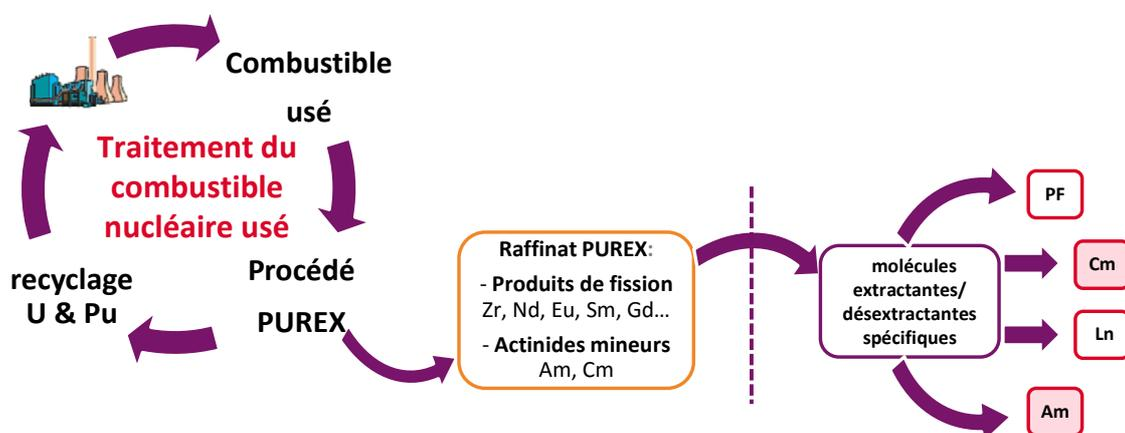 Combustible
usé
Traitement du
combustible
nucléaire usé
recyclage
U & Pu
Procédé
PUREX
Raffinat PUREX:
- Produits de fission
Zr, Nd, Eu, Sm, Gd...
- Actinides mineurs
Am, Cm
molécules
extractantes/
désextractantes
spécifiques
PF
Cm
Ln
Am